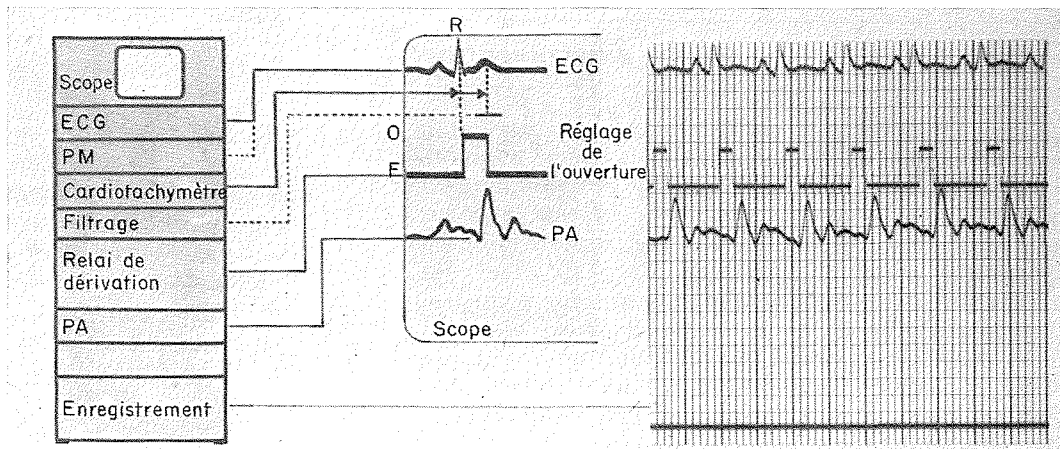 Scope
ECG
PM
Cardiotachymètre
Filtrage
Relai de
dérivation
PA
Enregistrement
R
ECG
O
F
Réglage
de
l'ouverture
PA
Scope